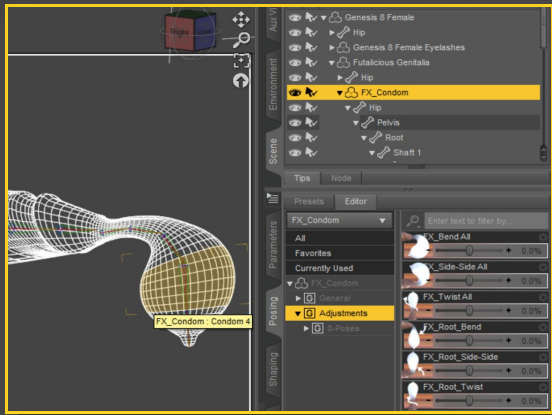 Right
Left
Aux Vi
Environment
Scene
Parameters
Posing
Shaping
Genesis 8 Female
Hip
Genesis 8 Female Eyelashes
Futalicious Genitalia
Hip
FX_Condom
Hip
Pelvis
Root
Shaft 1
Tips
Node
Presets
Editor
FX_Condom
Enter text to filter by...
All
Favorites
Currently Used
FX_Condom
G General
G Adjustments
G 6-Poses
FX_Bend All
0.0%
FX_Side-Side All
0.0%
FX_Twist All
0.0%
FX_Root_Bend
0.0%
FX_Root_Side-Side
0.0%
FX_Root_Twist
0.0%
FX_Condom : Condom 4